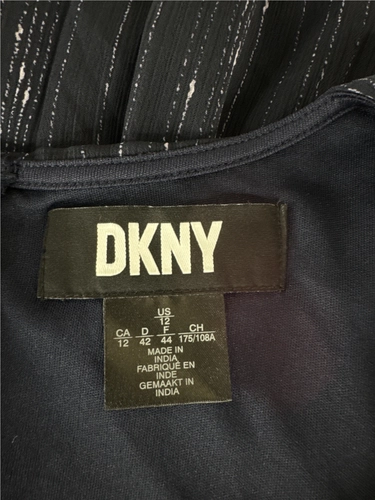 DKNY
US
12
CA D F CH
12 42 44 175/108A
MADE IN
INDIA
FABRIQUÉ EN
INDE
GEMAAKT IN
INDIA